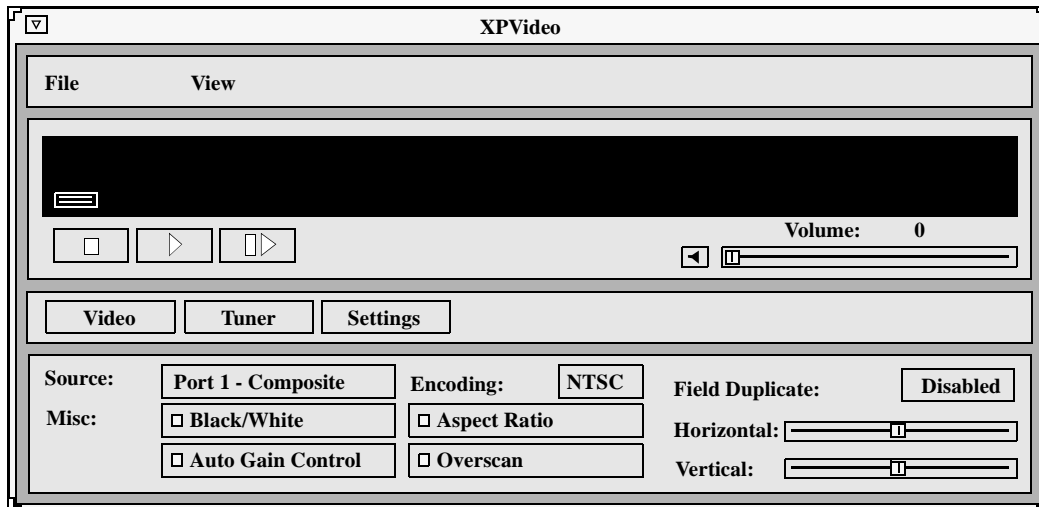 XPVideo
File View
Volume: 0
Video Tuner Settings
Source: Port 1 - Composite Encoding: NTSC Field Duplicate: Disabled
Misc: Black/White Aspect Ratio Horizontal:
Auto Gain Control Overscan Vertical: